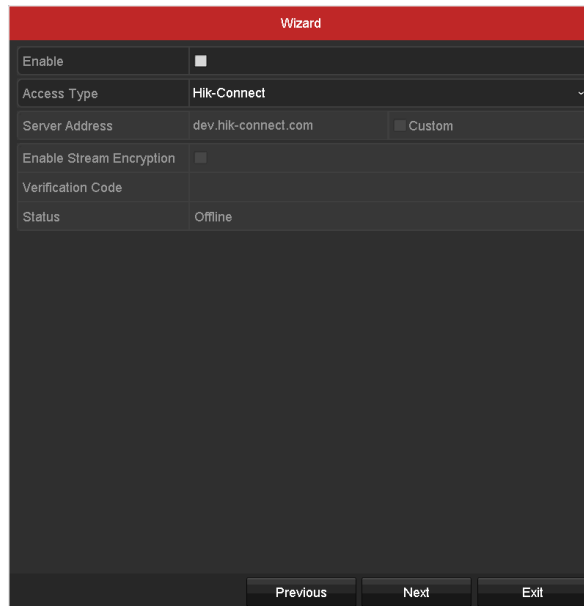 Wizard
Enable
Access Type Hik-Connect
Server Address dev.hik-connect.com Custom
Enable Stream Encryption
Verification Code
Status Offline
Previous Next Exit